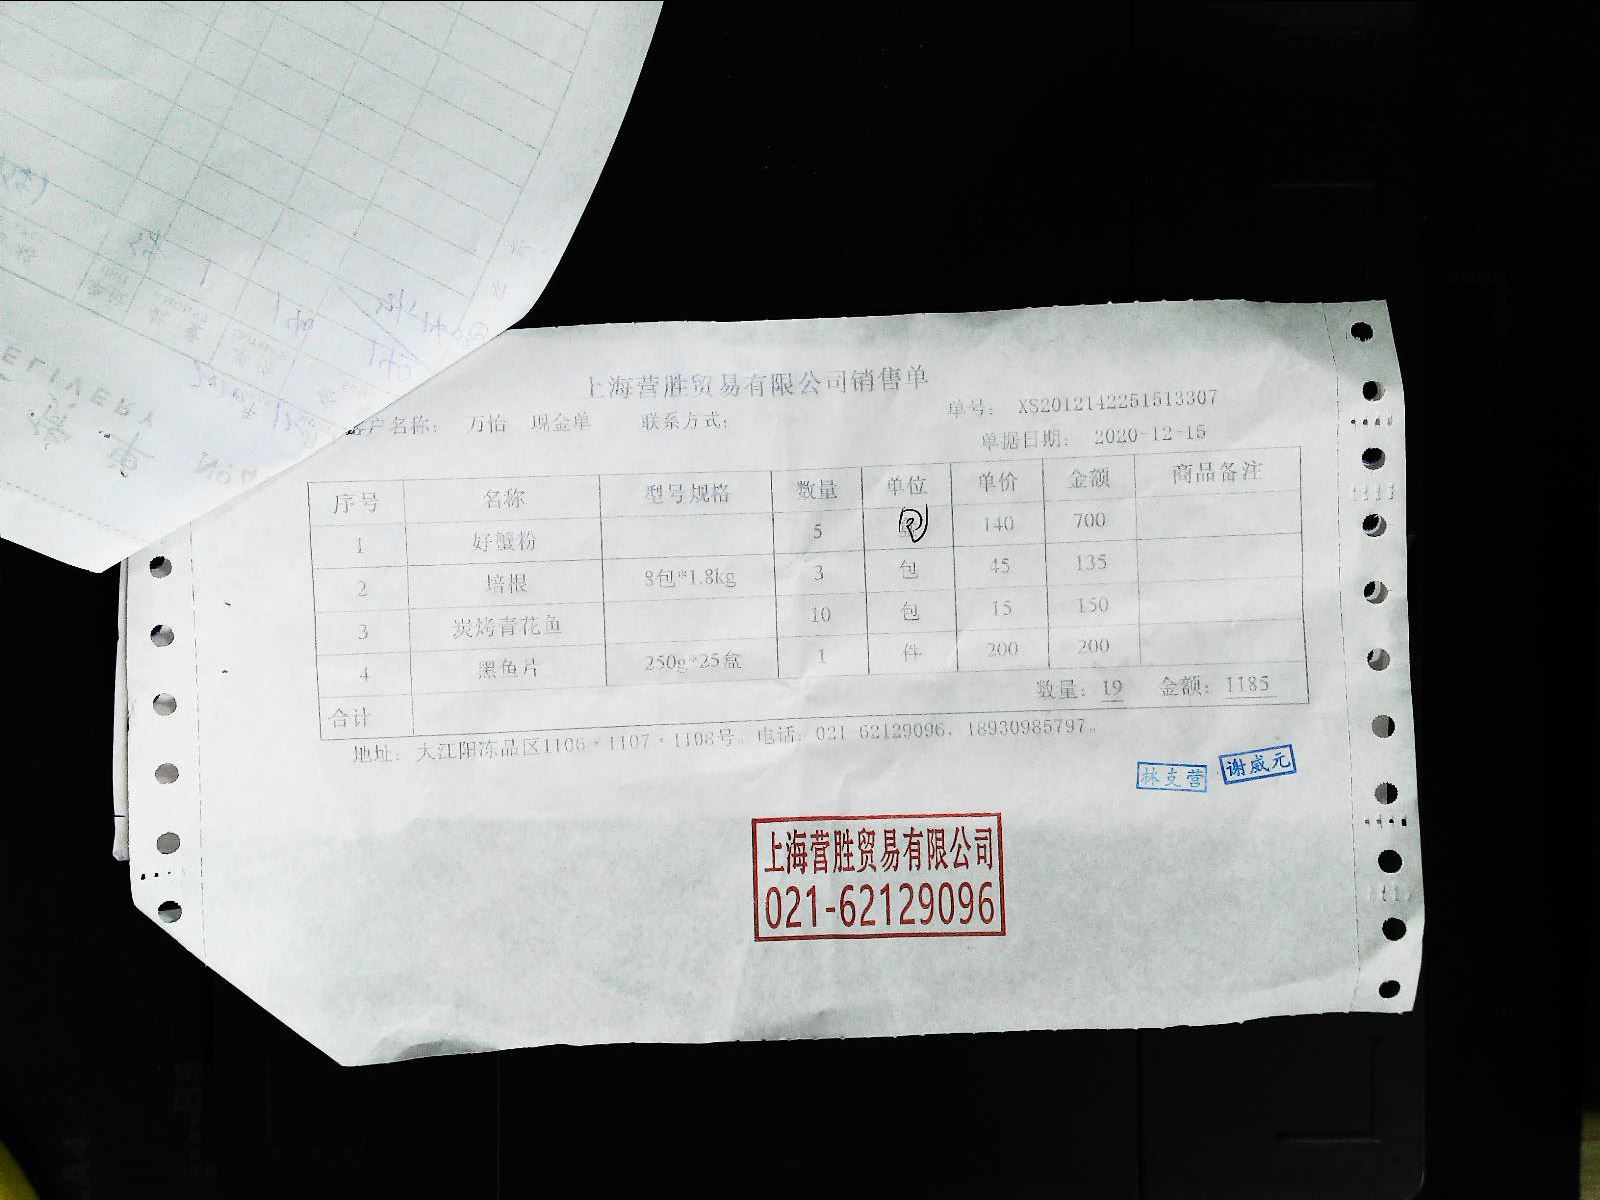 上海营胜贸易有限公司销售单
单号: XS2012142251513307
客户名称: 万怡 现金单 联系方式:
单据日期: 2020-12-15
序号 名称 型号规格 数量 单位 单价 金额 商品备注
1 好蟹粉 5 140 700
2 培根 8包*1.8kg 3 包 45 135
3 炭烤青花鱼 10 包 15 150
4 黑鱼片 250g*25盒 1 件 200 200
合计 数量: 19 金额: 1185
地址: 大江阳冻品区1106·1107·1108号。电话: 021-62129096, 18930985797。
林支营 谢威元
上海营胜贸易有限公司
021-62129096